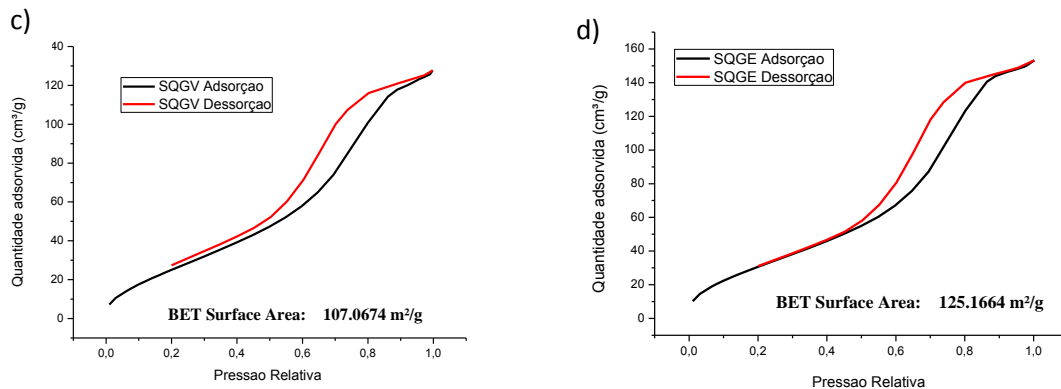 c)
40
120
100
80
60
40
20
0
Quantidade adsorvida (cm³/g)
SQGV Adsorçao
SQGV Dessorçao
BET Surface Area: 107.0674 m²/g
0,0 0,2 0,4 0,6 0,8 1,0
Pressao Relativa
d)
160
140
120
100
80
60
40
20
0
Quantidade adsorvida (cm³/g)
SQGE Adsorçao
SQGE Dessorçao
BET Surface Area: 125.1664 m²/g
0,0 0,2 0,4 0,6 0,8 1,0
Pressao Relativa